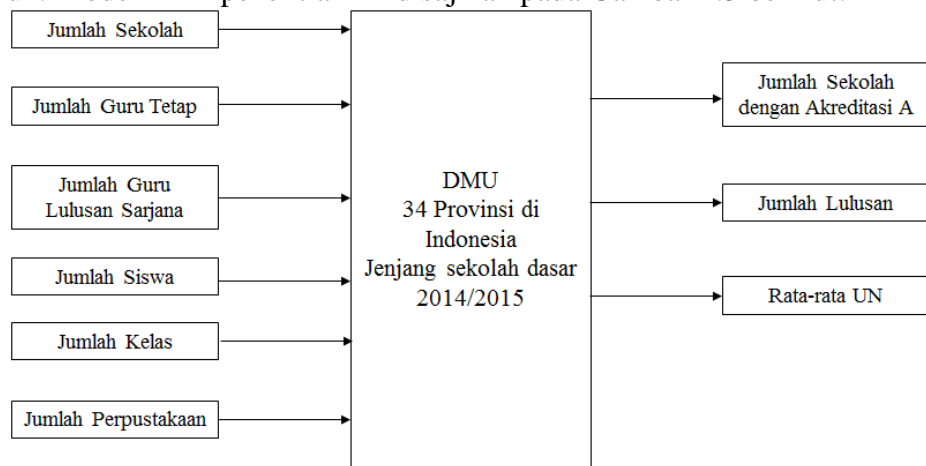 Jumlah Sekolah
Jumlah Guru Tetap
Jumlah Guru
Lulusan Sarjana
Jumlah Siswa
Jumlah Kelas
Jumlah Perpustakaan
DMU
34 Provinsi di
Indonesia
Jenjang sekolah dasar
2014/2015
Jumlah Sekolah
dengan Akreditasi A
Jumlah Lulusan
Rata-rata UN